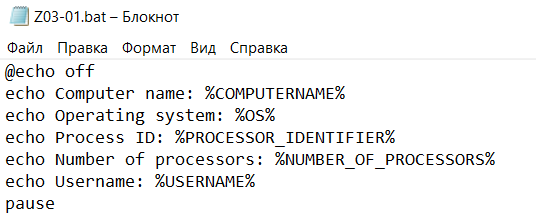 Z03-01.bat – Блокнот
Файл Правка Формат Вид Справка
@echo off
echo Computer name: %COMPUTERNAME%
echo Operating system: %OS%
echo Process ID: %PROCESSOR_IDENTIFIER%
echo Number of processors: %NUMBER_OF_PROCESSORS%
echo Username: %USERNAME%
pause